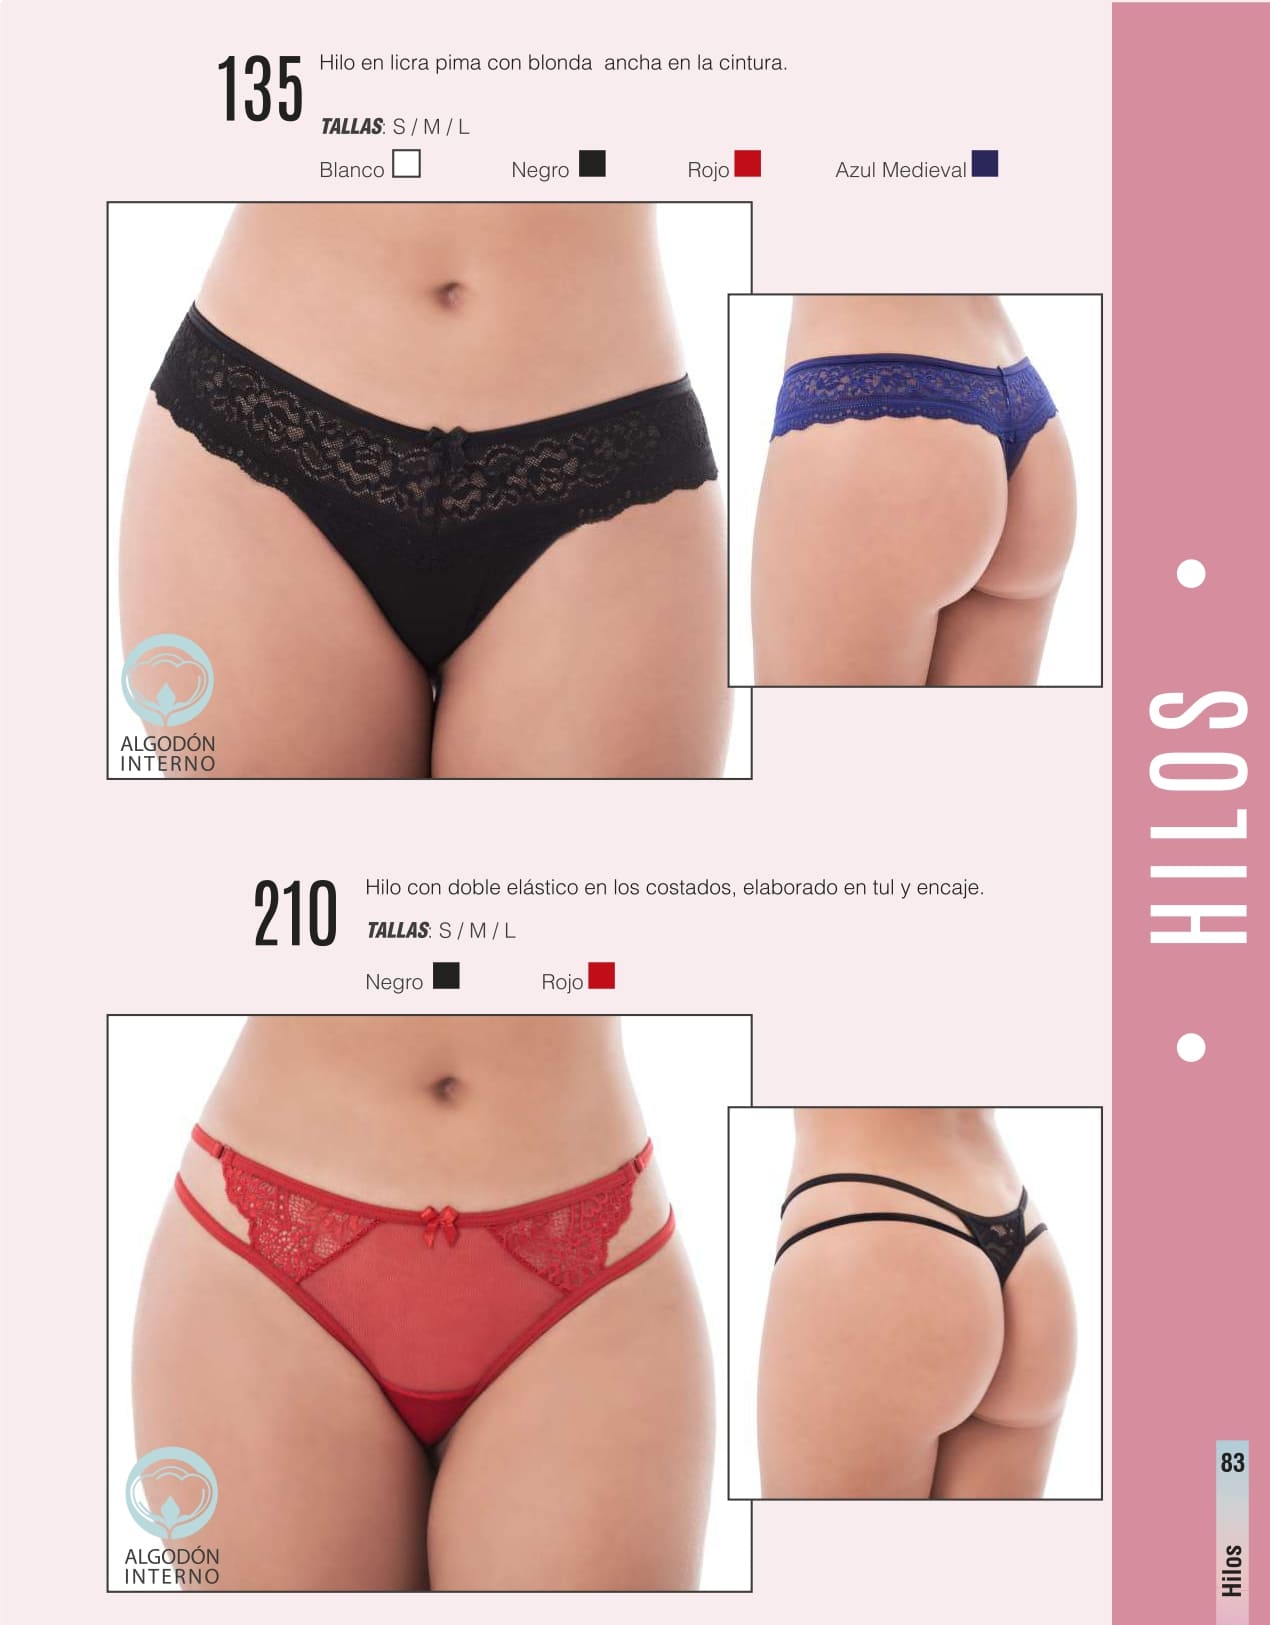 135
Hilo en licra pima con blonda ancha en la cintura.
TALLAS: S / M / L
Blanco
Negro
Rojo
Azul Medieval
ALGODÓN
INTERNO
210
Hilo con doble elástico en los costados, elaborado en tul y encaje.
TALLAS: S / M / L
Negro
Rojo
ALGODÓN
INTERNO
• HILOS •
83
Hilos